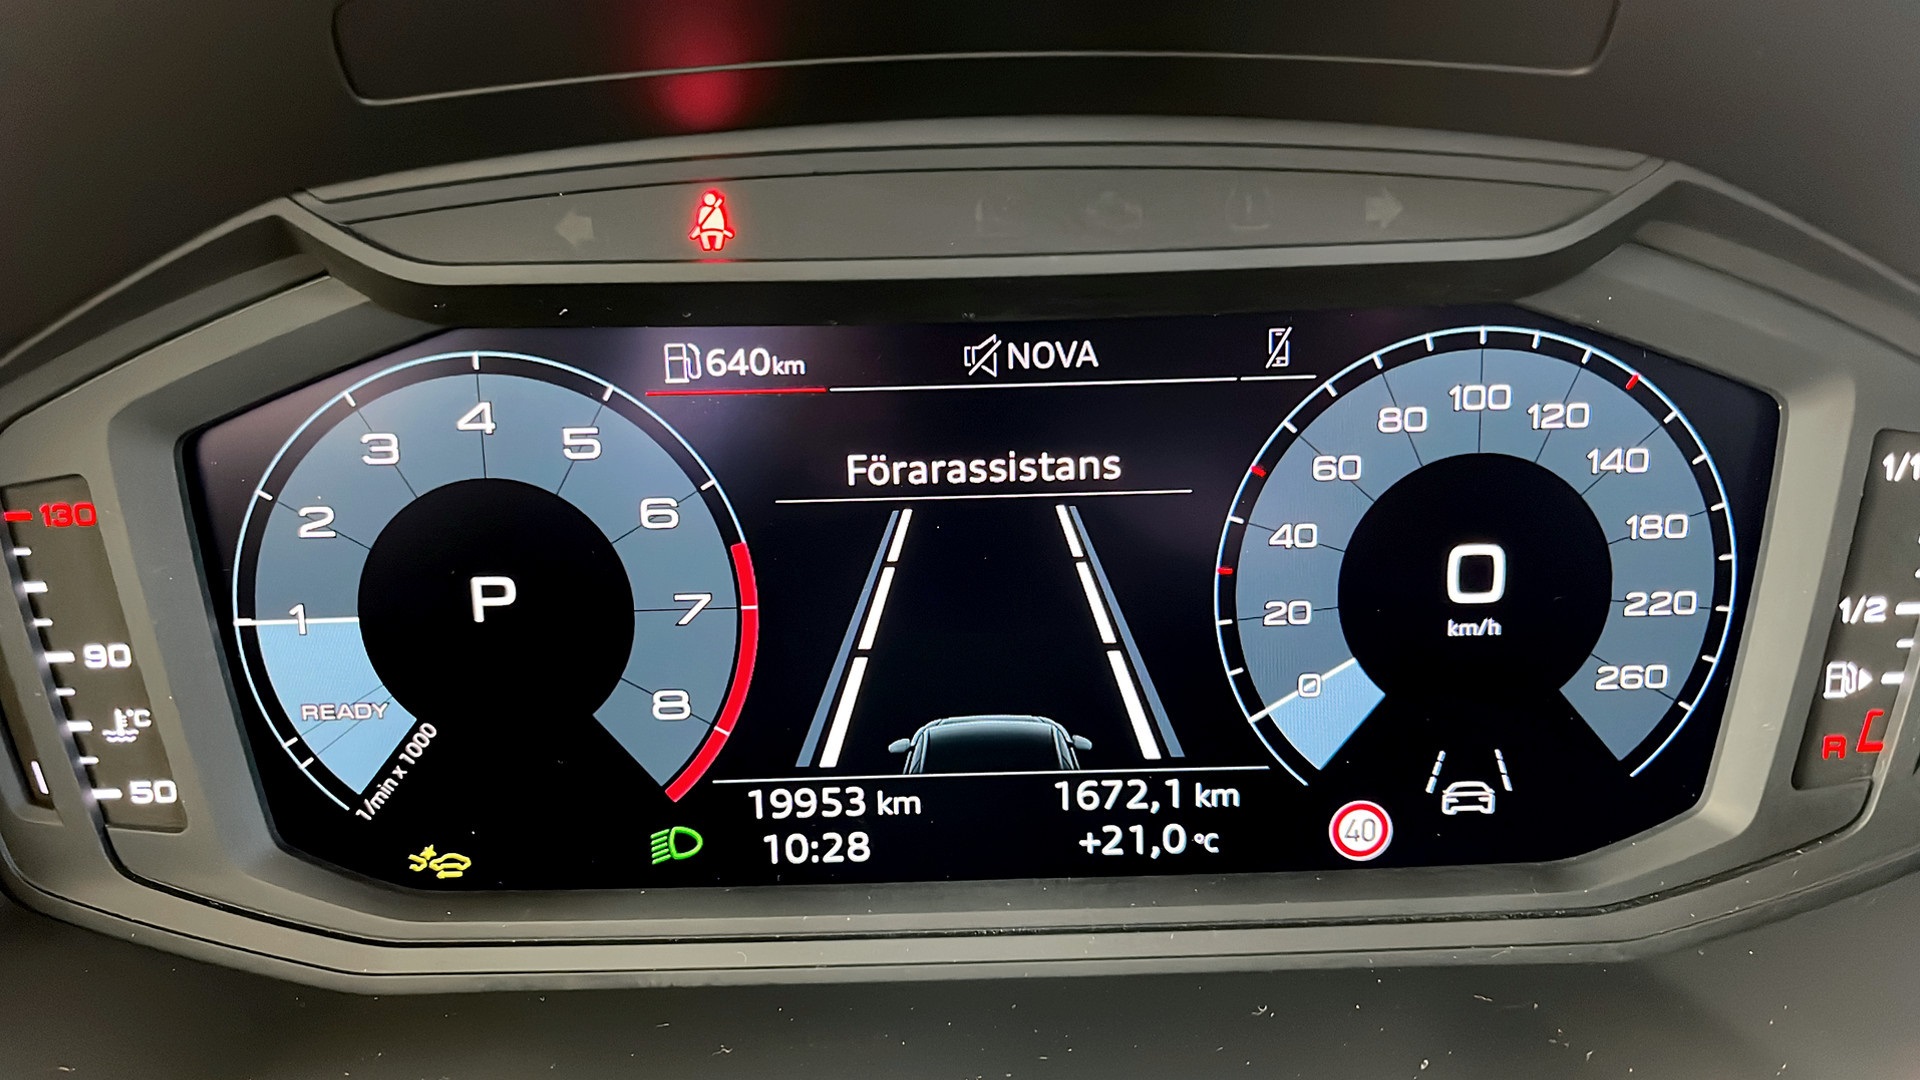 640km
NOVA
Förarassistans
130
90
°C
50
1
2
3
4
5
6
7
8
READY
1/min x 1000
P
0
20
40
60
80
100
120
140
180
220
260
0
km/h
1/1
1/2
R
19953 km
1672,1 km
10:28
+21,0 °C
40